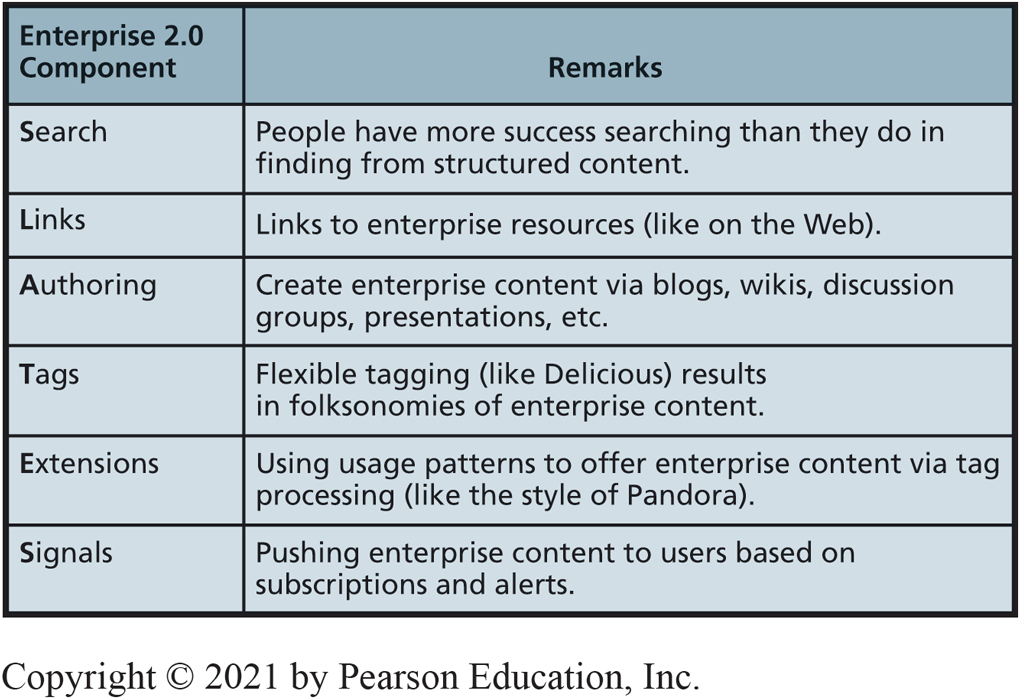 Enterprise 2.0
Component
Remarks
Search
People have more success searching than they do in
finding from structured content.
Links
Links to enterprise resources (like on the Web).
Authoring
Create enterprise content via blogs, wikis, discussion
groups, presentations, etc.
Tags
Flexible tagging (like Delicious) results
in folksonomies of enterprise content.
Extensions
Using usage patterns to offer enterprise content via tag
processing (like the style of Pandora).
Signals
Pushing enterprise content to users based on
subscriptions and alerts.
Copyright © 2021 by Pearson Education, Inc.